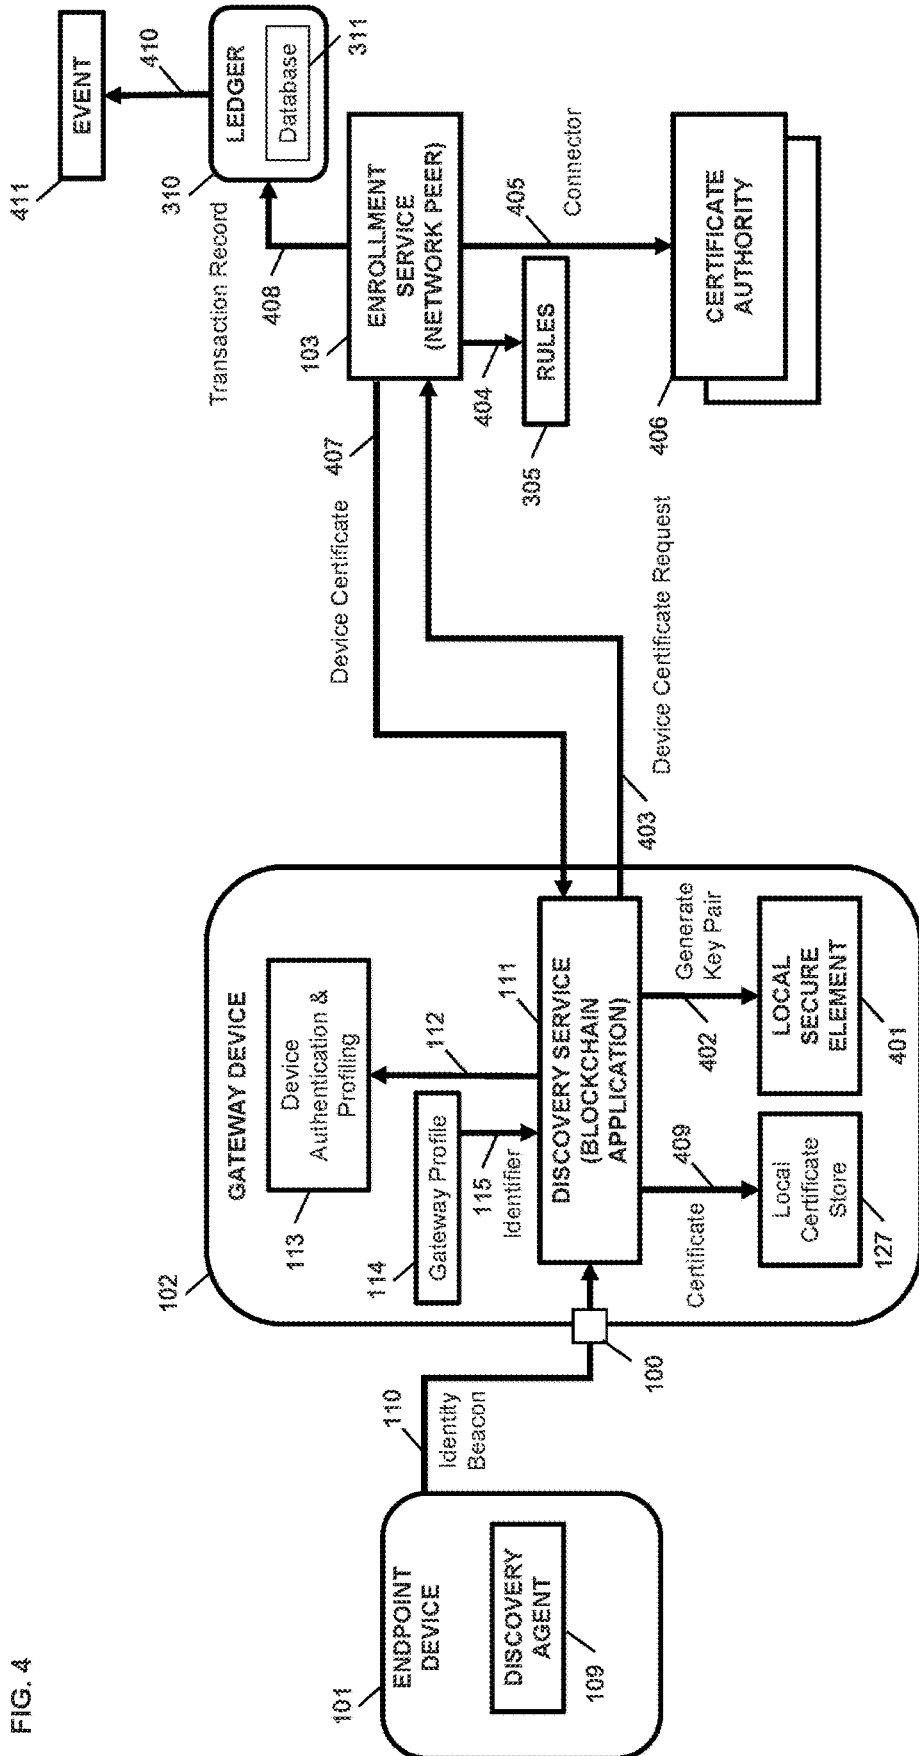 FIG. 4
101
ENDPOINT
DEVICE
DISCOVERY
AGENT
109
110
Identity
Beacon
100
102
GATEWAY DEVICE
113
Device
Authentication &
Profiling
114
Gateway Profile
112
115
Identifier
111
DISCOVERY SERVICE
(BLOCKCHAIN
APPLICATION)
Certificate
409
402
Generate
Key Pair
Local
Certificate
Store
127
LOCAL
SECURE
ELEMENT
401
403
Device Certificate Request
Device Certificate
407
103
ENROLLMENT
SERVICE
(NETWORK PEER)
404
RULES
305
405
Connector
406
CERTIFICATE
AUTHORITY
Transaction Record
408
310
LEDGER
Database
311
410
EVENT
411